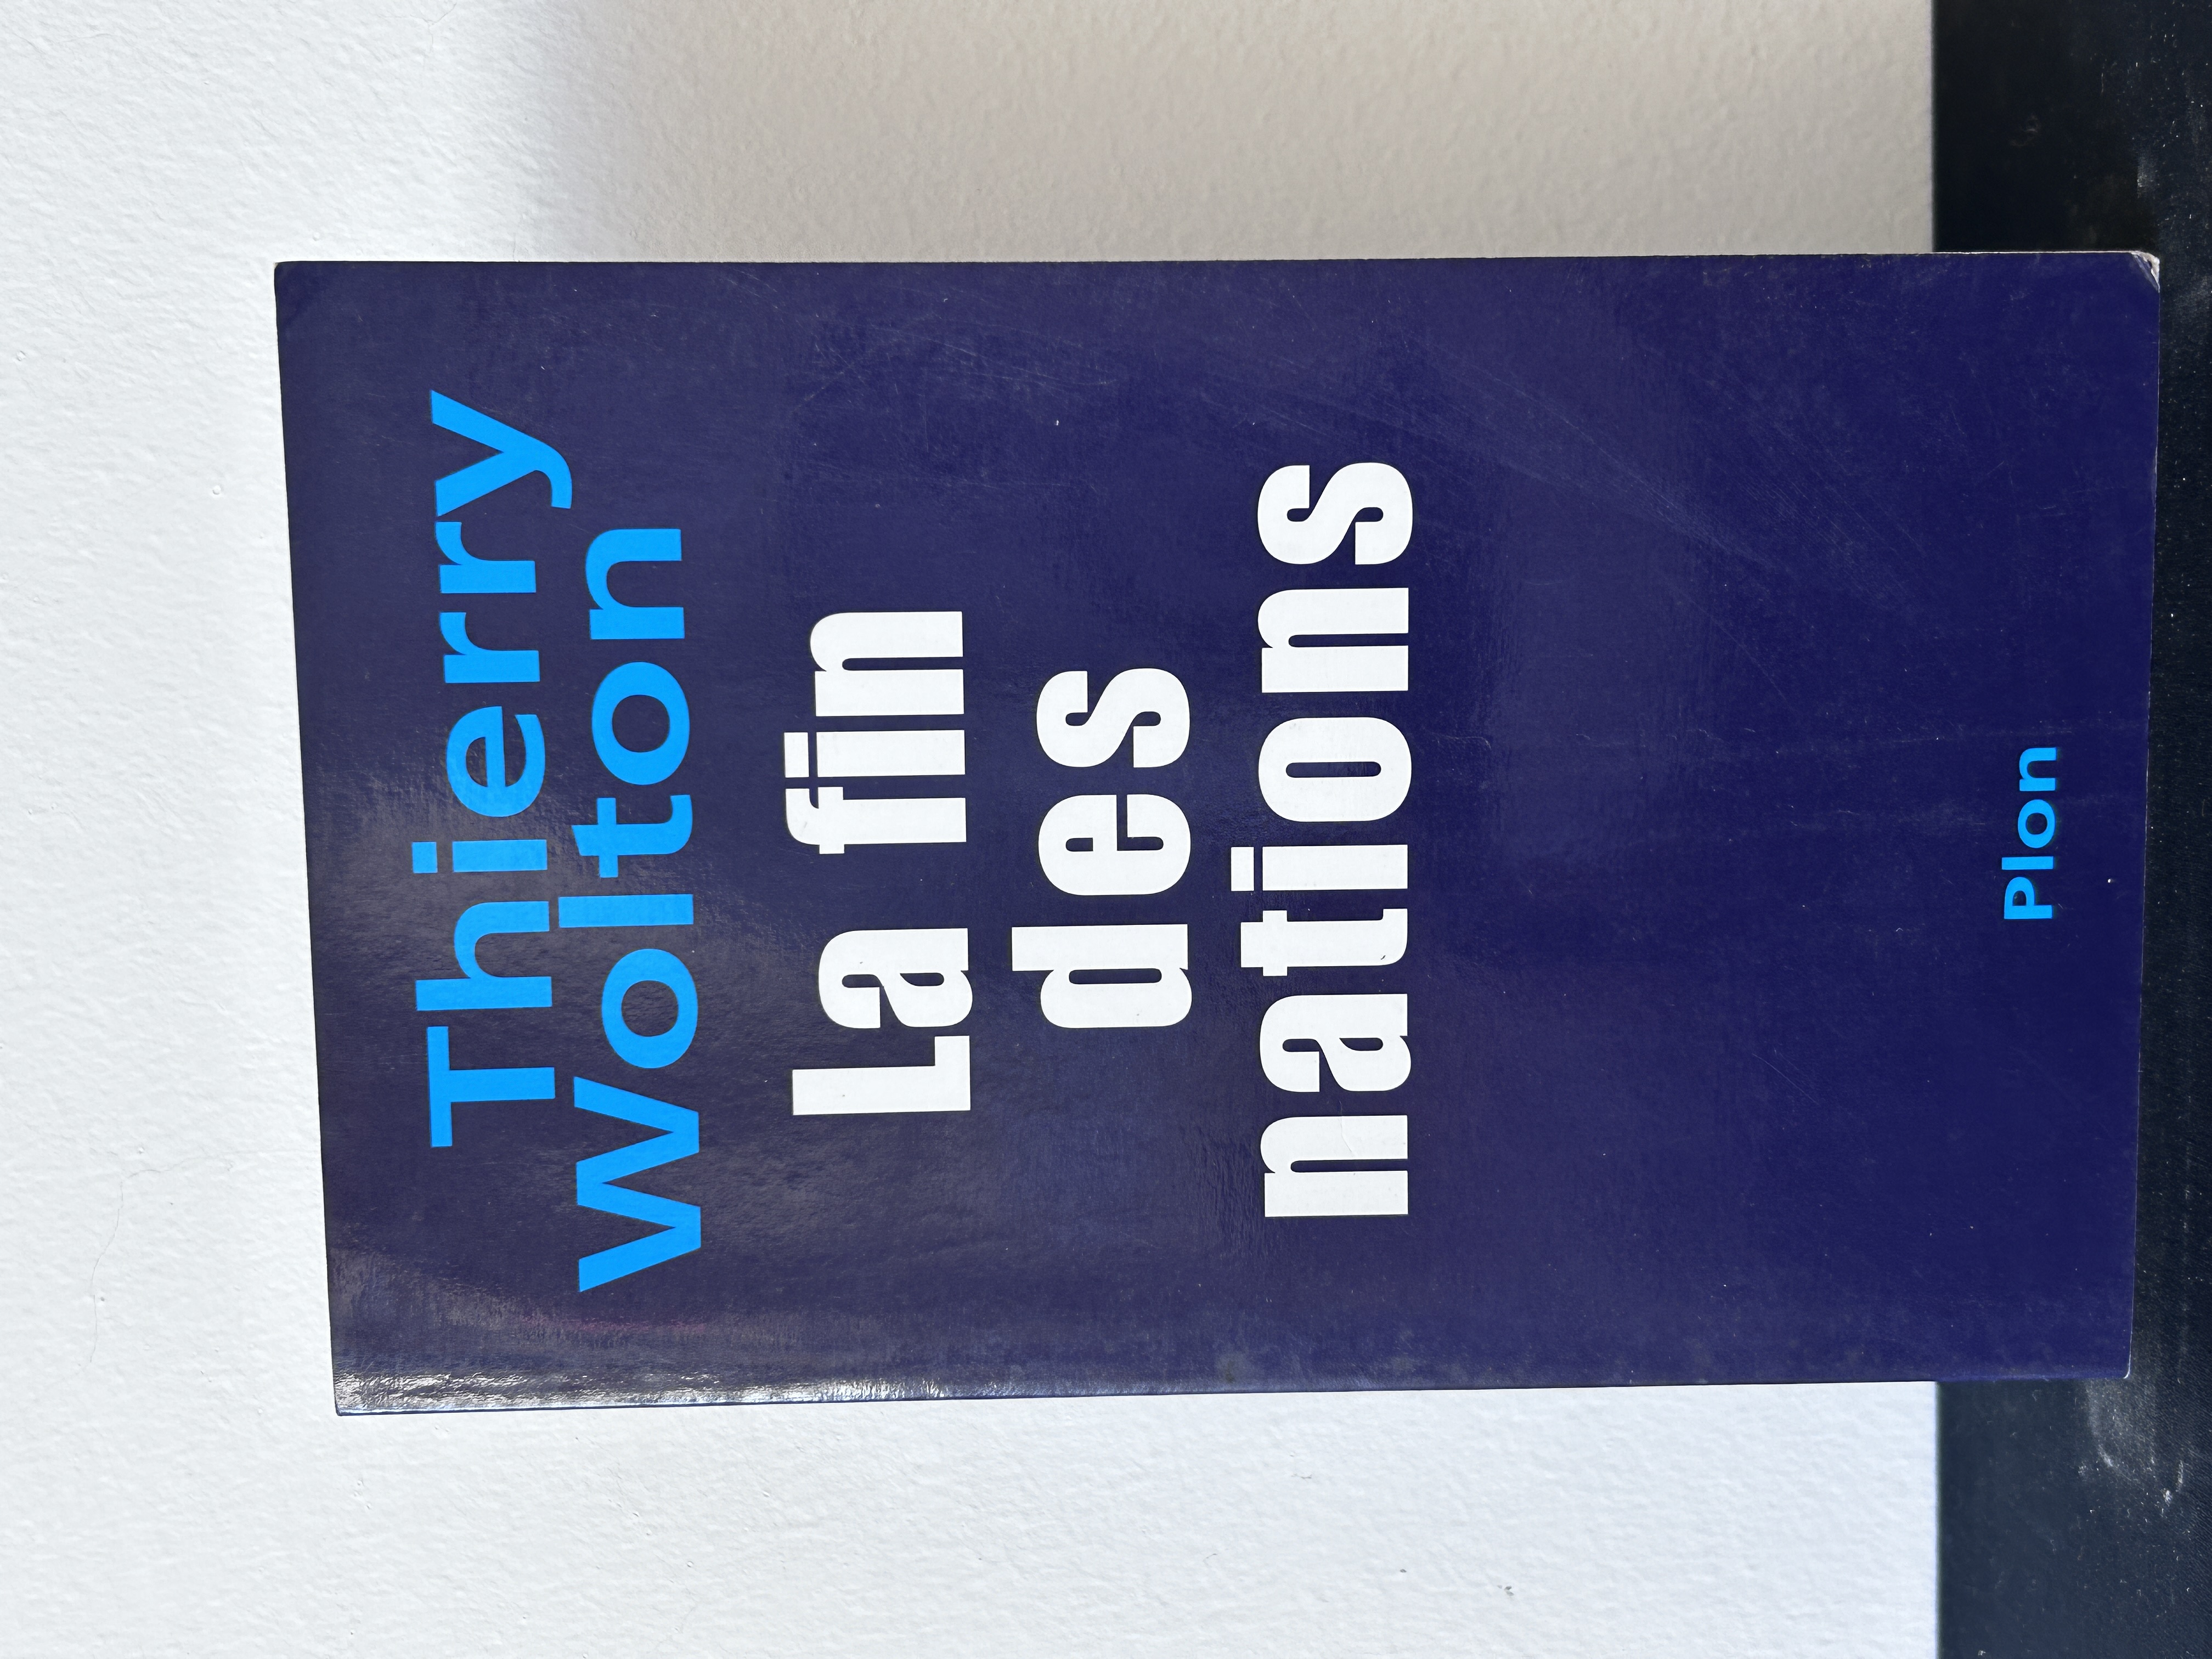 Thierry
Wolton
La fin
des
nations
Plon